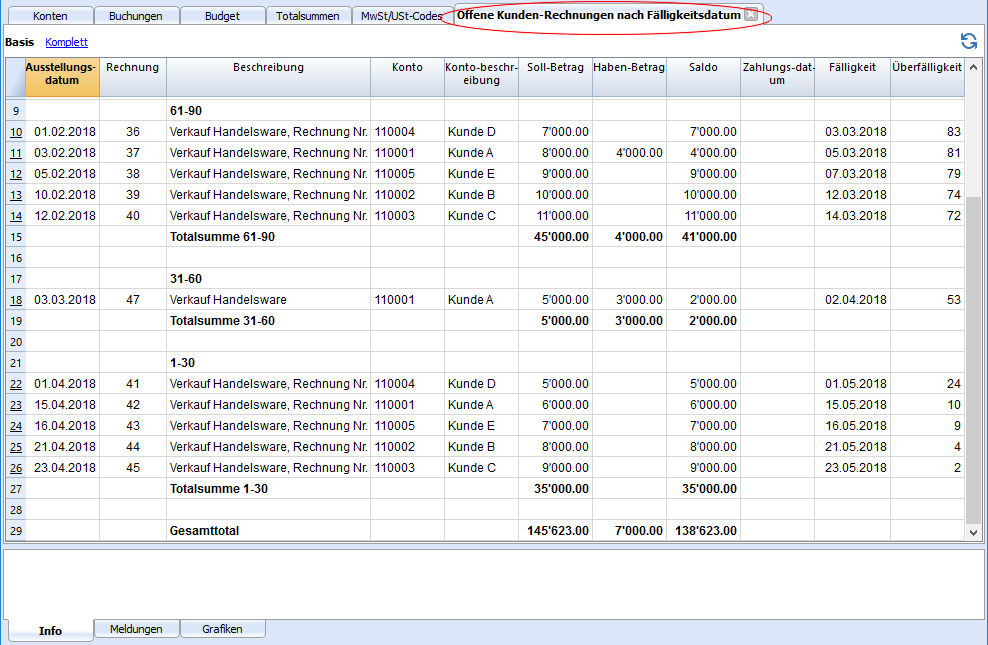 Konten Buchungen Budget Totalsummen MwSt/USt-Codes Offene Kunden-Rechnungen nach Fälligkeitsdatum
Basis Komplett
Ausstellungs-datum Rechnung Beschreibung Konto Konto-beschr-eibung Soll-Betrag Haben-Betrag Saldo Zahlungs-dat-um Fälligkeit Überfälligkeit
9 61-90
10 01.02.2018 36 Verkauf Handelsware, Rechnung Nr. 110004 Kunde D 7'000.00 7'000.00 03.03.2018 83
11 03.02.2018 37 Verkauf Handelsware, Rechnung Nr. 110001 Kunde A 8'000.00 4'000.00 4'000.00 05.03.2018 81
12 05.02.2018 38 Verkauf Handelsware, Rechnung Nr. 110005 Kunde E 9'000.00 9'000.00 07.03.2018 79
13 10.02.2018 39 Verkauf Handelsware, Rechnung Nr. 110002 Kunde B 10'000.00 10'000.00 12.03.2018 74
14 12.02.2018 40 Verkauf Handelsware, Rechnung Nr. 110003 Kunde C 11'000.00 11'000.00 14.03.2018 72
15 Totalsumme 61-90 45'000.00 4'000.00 41'000.00
16
17 31-60
18 03.03.2018 47 Verkauf Handelsware 110001 Kunde A 5'000.00 3'000.00 2'000.00 02.04.2018 53
19 Totalsumme 31-60 5'000.00 3'000.00 2'000.00
20
21 1-30
22 01.04.2018 41 Verkauf Handelsware, Rechnung Nr. 110004 Kunde D 5'000.00 5'000.00 01.05.2018 24
23 15.04.2018 42 Verkauf Handelsware, Rechnung Nr. 110001 Kunde A 6'000.00 6'000.00 15.05.2018 10
24 16.04.2018 43 Verkauf Handelsware, Rechnung Nr. 110005 Kunde E 7'000.00 7'000.00 16.05.2018 9
25 21.04.2018 44 Verkauf Handelsware, Rechnung Nr. 110002 Kunde B 8'000.00 8'000.00 21.05.2018 4
26 23.04.2018 45 Verkauf Handelsware, Rechnung Nr. 110003 Kunde C 9'000.00 9'000.00 23.05.2018 2
27 Totalsumme 1-30 35'000.00 35'000.00
28
29 Gesamttotal 145'623.00 7'000.00 138'623.00
Info Meldungen Grafiken